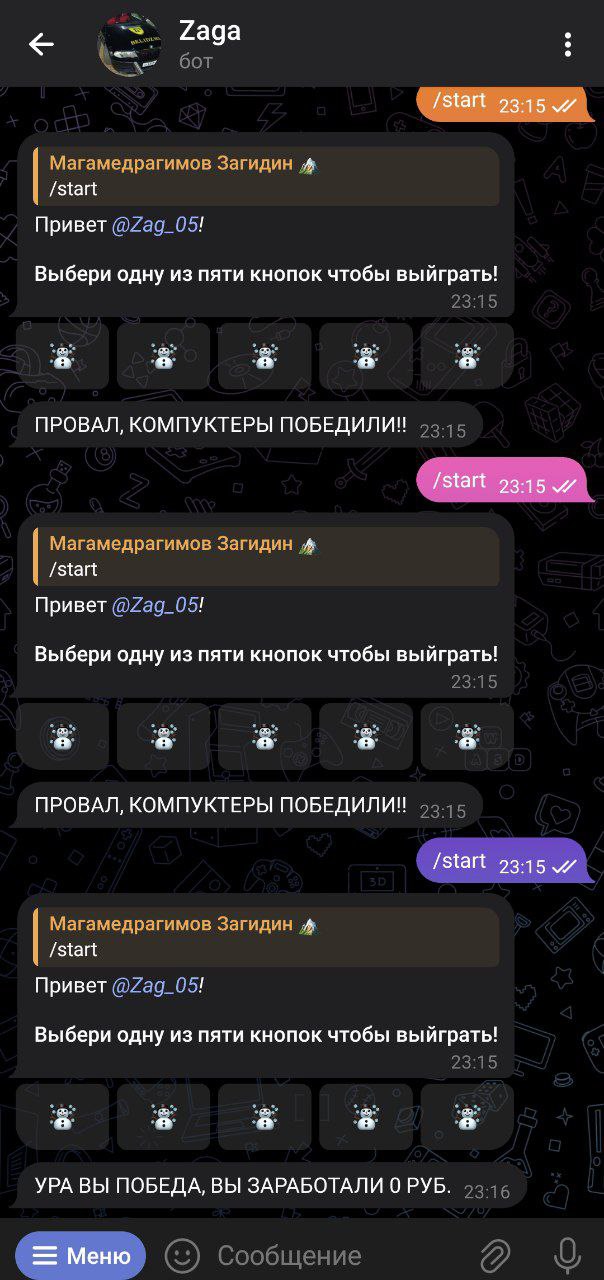 Zaga
бот
/start 23:15
Магамедрагимов Загидин
/start
Привет @Zag_05!
Выбери одну из пяти кнопок чтобы выйграть!
23:15
ПРОВАЛ, КОМПУКТЕРЫ ПОБЕДИЛИ!! 23:15
/start 23:15
Магамедрагимов Загидин
/start
Привет @Zag_05!
Выбери одну из пяти кнопок чтобы выйграть!
23:15
ПРОВАЛ, КОМПУКТЕРЫ ПОБЕДИЛИ!! 23:15
/start 23:15
Магамедрагимов Загидин
/start
Привет @Zag_05!
Выбери одну из пяти кнопок чтобы выйграть!
23:15
УРА ВЫ ПОБЕДА, ВЫ ЗАРАБОТАЛИ 0 РУБ. 23:16
Меню Сообщение